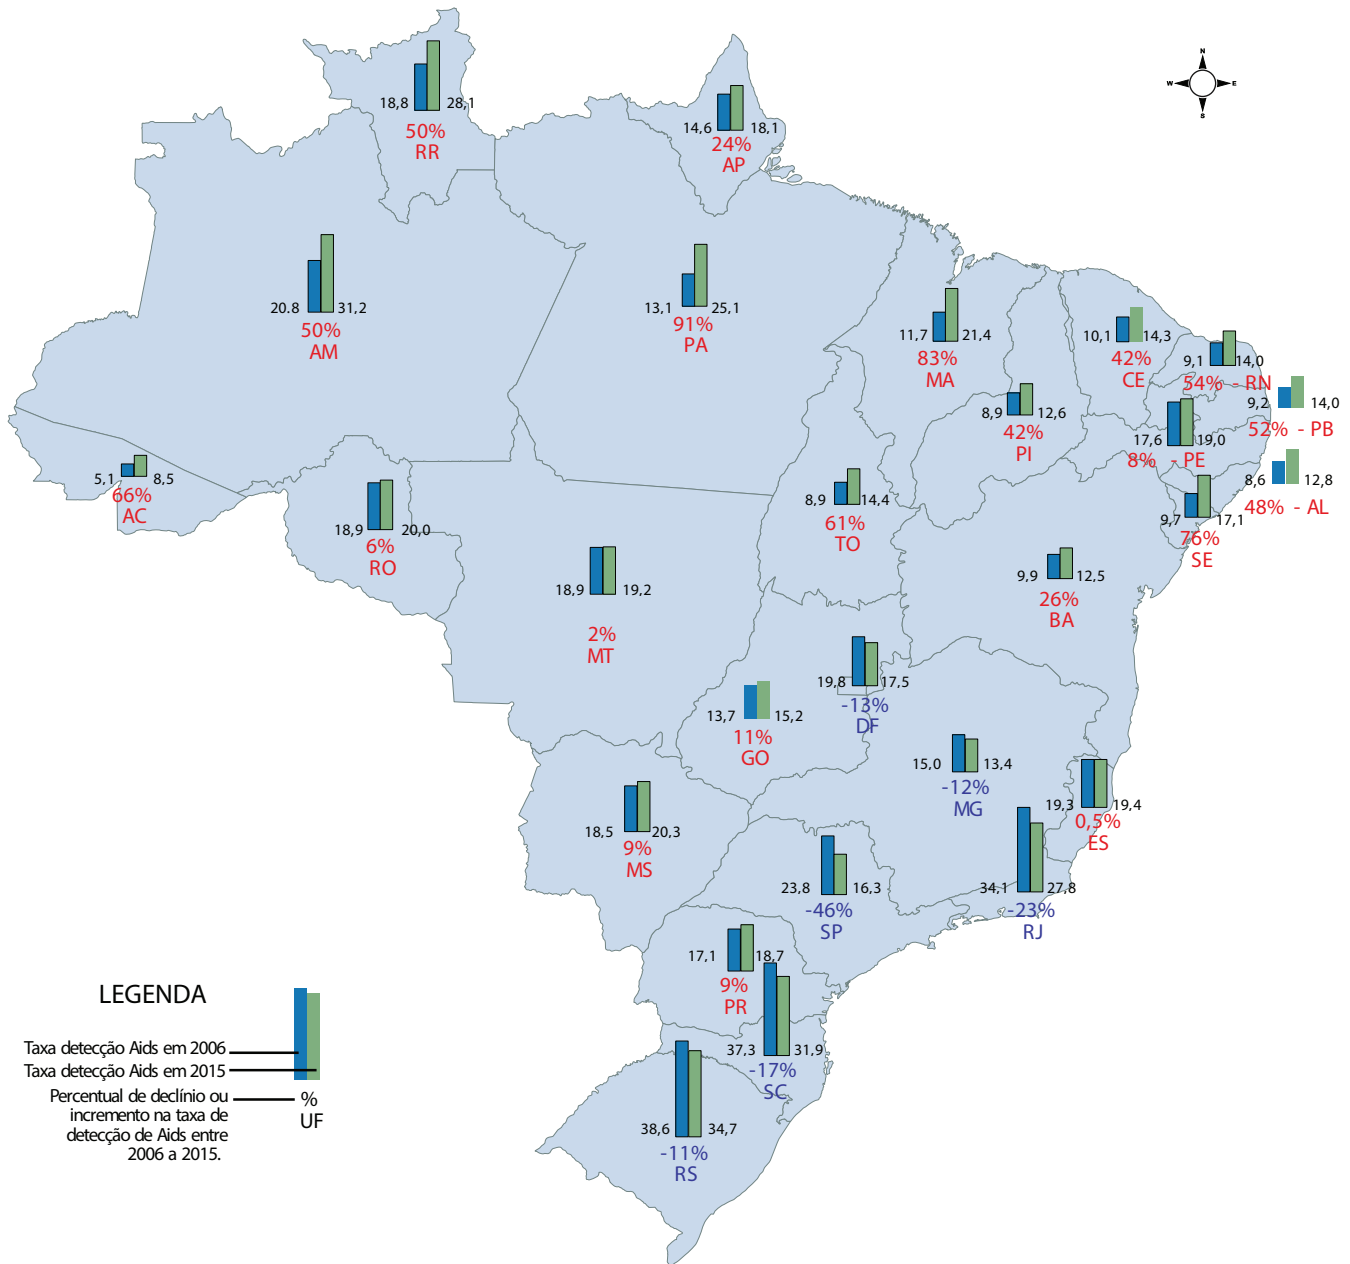 N
W E
S
18,8 28,1
50%
RR
14,6 18,1
24%
AP
20.8 31,2
50%
AM
13,1 25,1
91%
PA
11,7 21,4
83%
MA
10,1 14,3
42%
CE
9,1 14,0
54% - RN
9,2 14,0
52% - PB
8,9 12,6
42%
PI
17,6 19,0
8% - PE
8,6 12,8
48% - AL
5,1 8,5
66%
AC
18,9 20,0
6%
RO
8,9 14,4
61%
TO
9,7 17,1
76%
SE
9,9 12,5
26%
BA
18,9 19,2
2%
MT
19,8 17,5
-13%
DF
13,7 15,2
11%
GO
15,0 13,4
-12%
MG
19,3 19,4
0,5%
ES
18,5 20,3
9%
MS
23,8 16,3
-46%
SP
34,1 27,8
-23%
RJ
17,1 18,7
9%
PR
37,3 31,9
-17%
SC
38,6 34,7
-11%
RS
LEGENDA
Taxa detecção Aids em 2006
Taxa detecção Aids em 2015
Percentual de declínio ou
incremento na taxa de
detecção de Aids entre
2006 a 2015.
%
UF